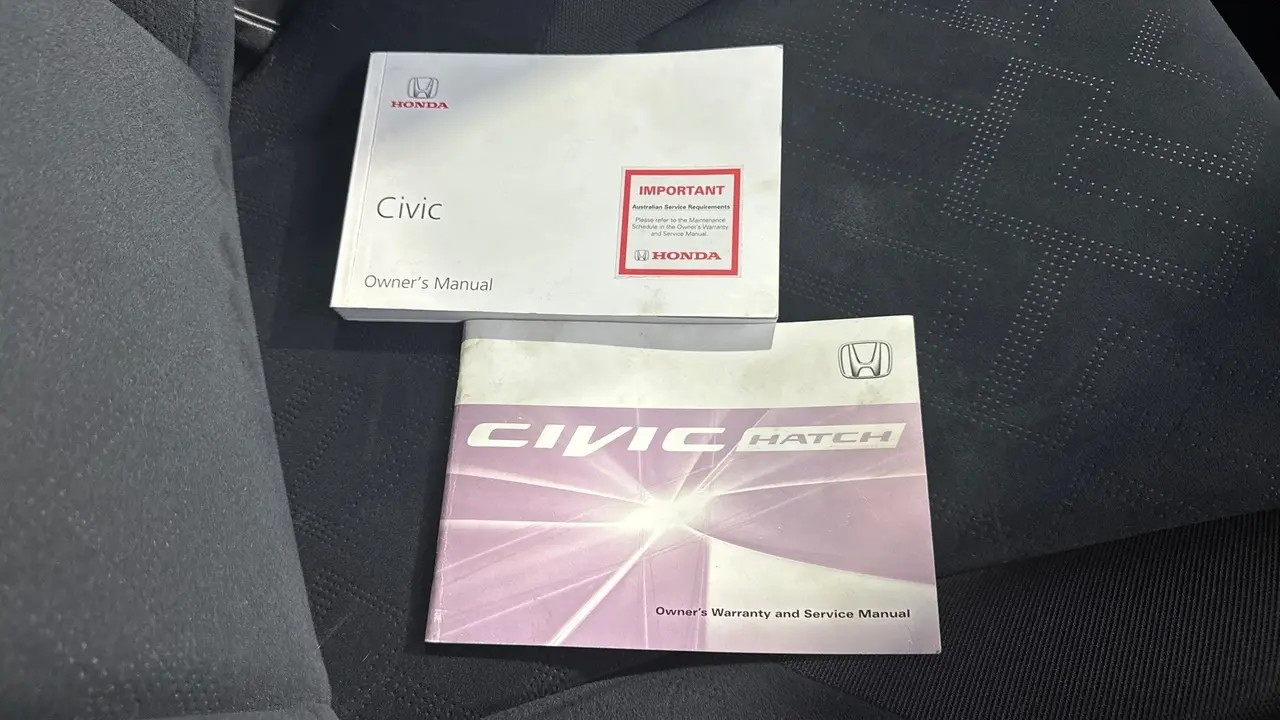 HONDA
Civic
Owner's Manual
IMPORTANT
Australian Service Requirements
Please refer to the Maintenance
Schedule in the Owner's Warranty
and Service Manual.
HONDA
CIVIC HATCH
Owner's Warranty and Service Manual